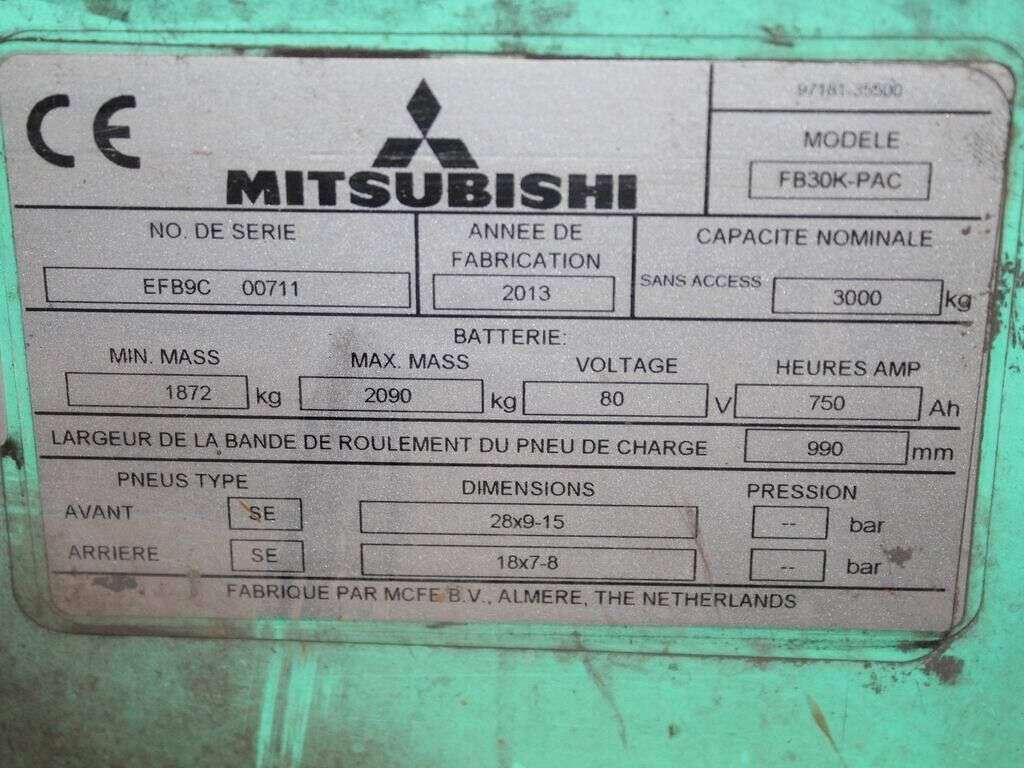 CE
MITSUBISHI
97181-35500
MODELE
FB30K-PAC
NO. DE SERIE
EFB9C 00711
ANNEE DE
FABRICATION
2013
CAPACITE NOMINALE
SANS ACCESS 3000 kg
BATTERIE:
MIN. MASS MAX. MASS VOLTAGE HEURES AMP
1872 kg 2090 kg 80 V 750 Ah
LARGEUR DE LA BANDE DE ROULEMENT DU PNEU DE CHARGE 990 mm
PNEUS TYPE DIMENSIONS PRESSION
AVANT SE 28x9-15 -- bar
ARRIERE SE 18x7-8 -- bar
FABRIQUE PAR MCFE B.V., ALMERE, THE NETHERLANDS